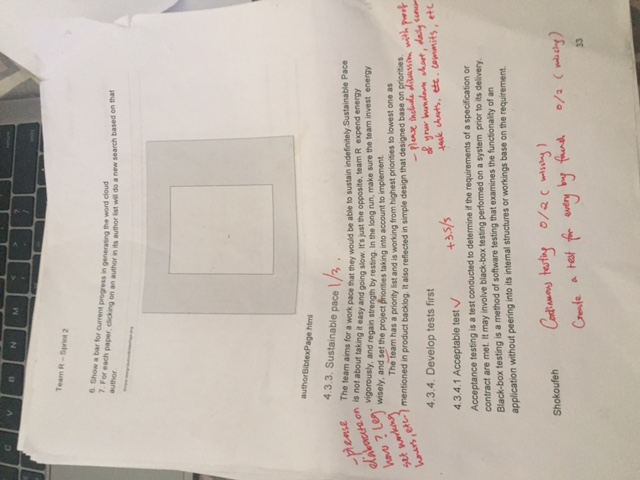 C V B N M < > ?
Team R – Sprint 2
6. Show a bar for current progress in generating the word cloud
7. For each paper, clicking on an author in its author list will do a new search based on that
author.
authorBibtexPage.html
4.3.3. Sustainable pace 1/3.
The team aims for a work pace that they would be able to sustain indefinitely.Sustainable Pace
is not about taking it easy and going slow. It's just the opposite, team R expend energy
vigorously, and regain strength by resting. In the long run, make sure the team invest energy
wisely, and set the project priorities taking into account to implement.
The team has a priority list and is working from highest priorities to lowest one as
mentioned in product backlog. It also reflected in simple design that designed base on priorities.
- please
elaborate on
how? (eg.
set working
hours, etc.)
- Please include discussion with proof
of your burndown chart, daily scrum
task charts, etc. commits, etc
4.3.4. Develop tests first
+3.5/5
4.3.4.1 Acceptable test ✓
Acceptance testing is a test conducted to determine if the requirements of a specification or
contract are met. It may involve black-box testing performed on a system prior to its delivery.
Black-box testing is a method of software testing that examines the functionality of an
application without peering into its internal structures or workings base on the requirement.
Shokoufeh
Continuous testing 0/2 (missing)
Create a test for every bug found 0/2 (missing)
33